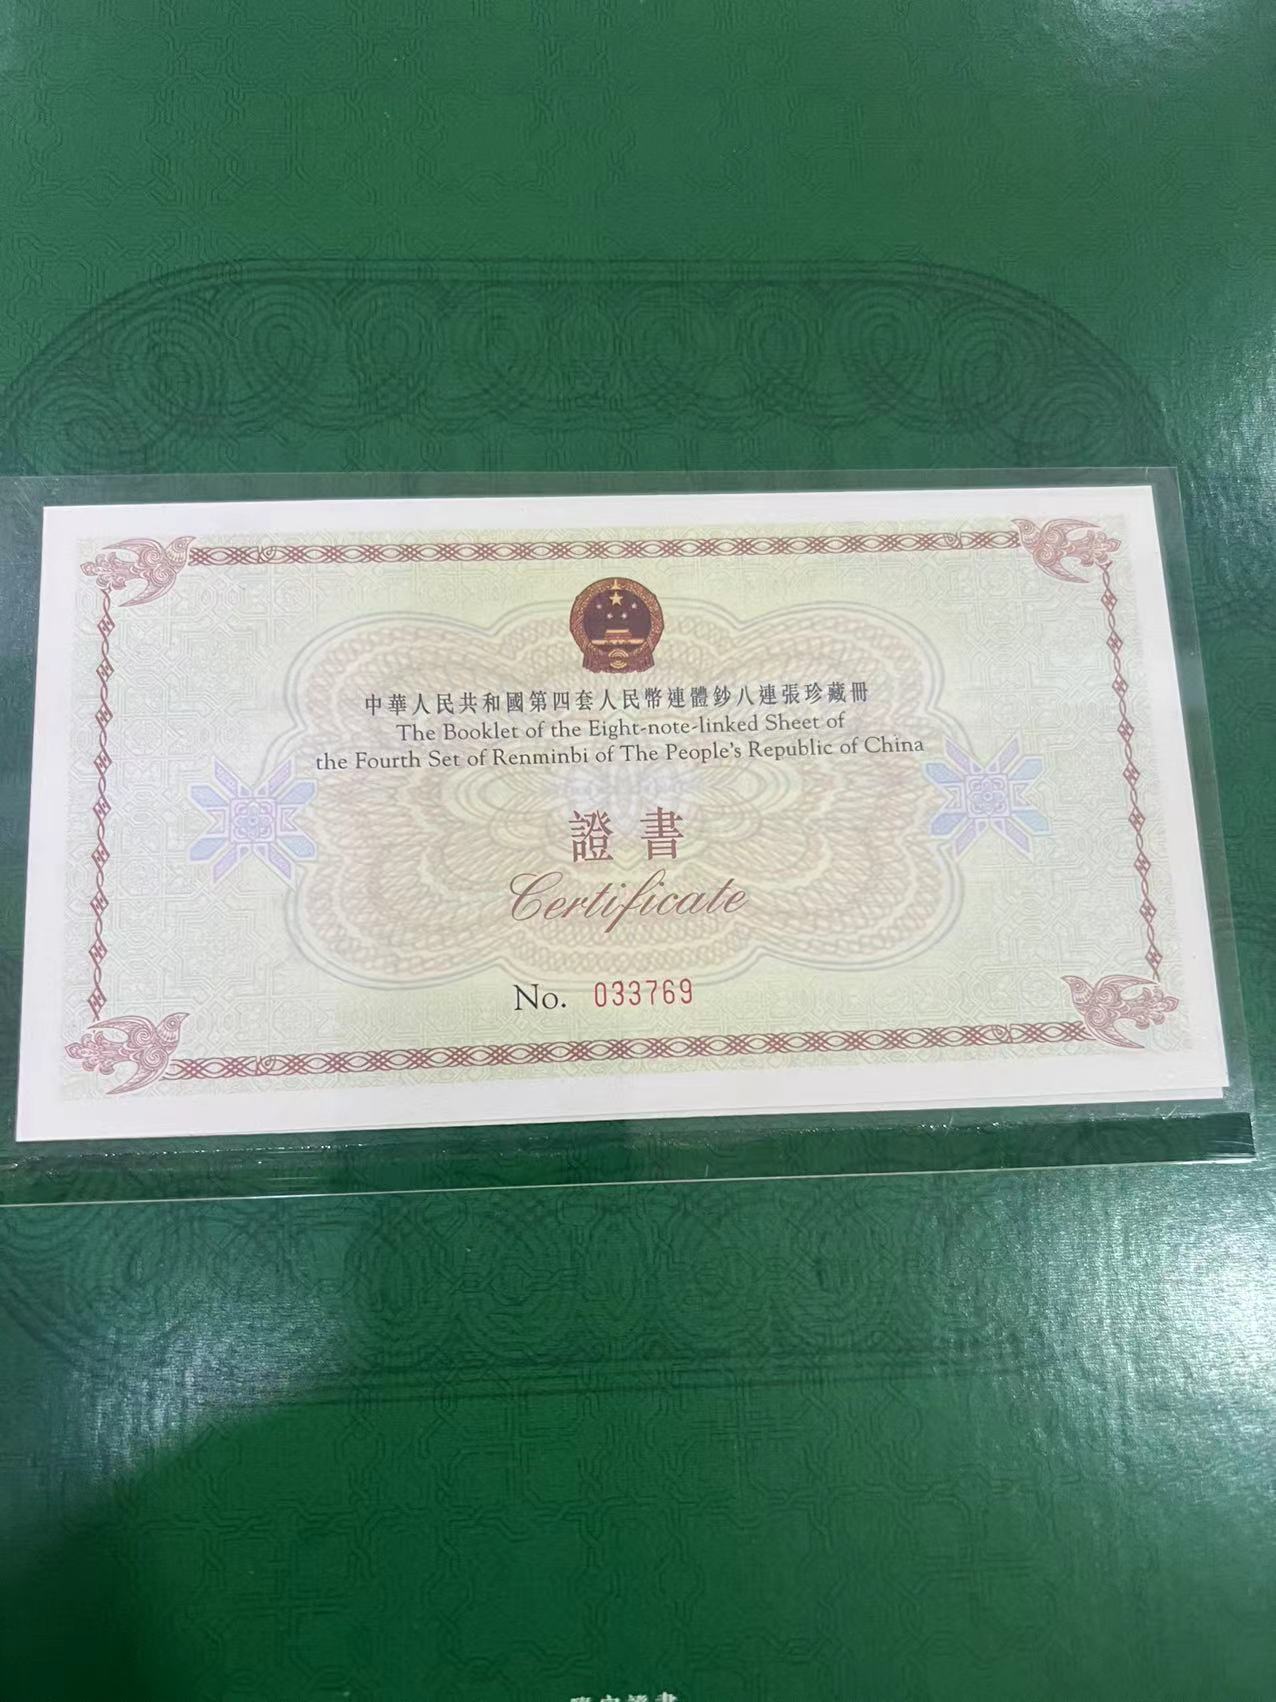 中華人民共和國第四套人民幣連體鈔八連張珍藏冊
The Booklet of the Eight-note-linked Sheet of
the Fourth Set of Renminbi of The People's Republic of China
證書
Certificate
No. 033769